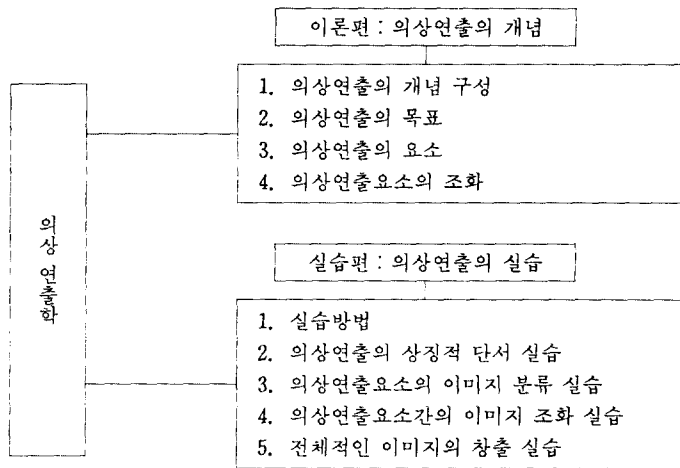 이론편 : 의상연출의 개념
1. 의상연출의 개념 구성
2. 의상연출의 목표
3. 의상연출의 요소
4. 의상연출요소의 조화
의상 연출학
실습편 : 의상연출의 실습
1. 실습방법
2. 의상연출의 상징적 단서 실습
3. 의상연출요소의 이미지 분류 실습
4. 의상연출요소간의 이미지 조화 실습
5. 전체적인 이미지의 창출 실습